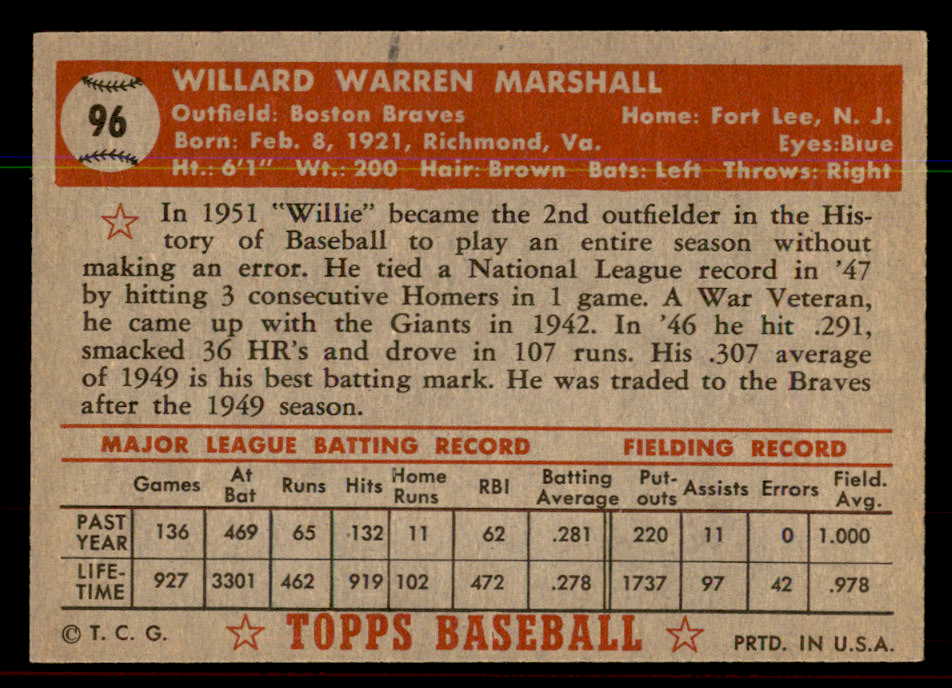 96
WILLARD WARREN MARSHALL
Outfield: Boston Braves Home: Fort Lee, N. J.
Born: Feb. 8, 1921, Richmond, Va. Eyes:Blue
Ht.: 6'1" Wt.: 200 Hair: Brown Bats: Left Throws: Right
In 1951 "Willie" became the 2nd outfielder in the His-
tory of Baseball to play an entire season without
making an error. He tied a National League record in '47
by hitting 3 consecutive Homers in 1 game. A War Veteran,
he came up with the Giants in 1942. In '46 he hit .291,
smacked 36 HR's and drove in 107 runs. His .307 average
of 1949 is his best batting mark. He was traded to the Braves
after the 1949 season.
MAJOR LEAGUE BATTING RECORD FIELDING RECORD
Games At Bat Runs Hits Home Runs RBI Batting Average Put-outs Assists Errors Field. Avg.
PAST YEAR 136 469 65 132 11 62 .281 220 11 0 1.000
LIFE-TIME 927 3301 462 919 102 472 .278 1737 97 42 .978
© T. C. G. TOPPS BASEBALL PRTD. IN U.S.A.